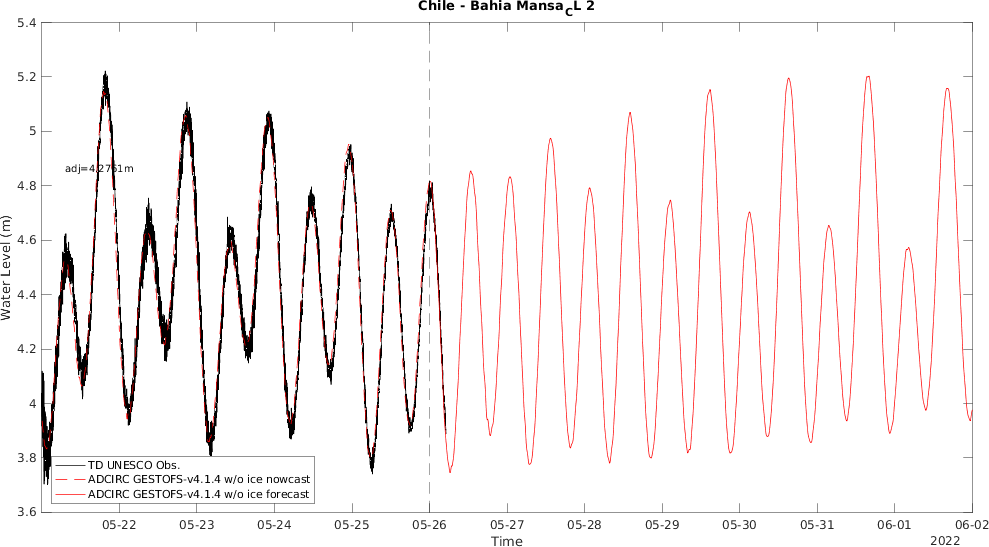 Chile - Bahia Mansa_CL 2
5.4
5.2
5
4.8
4.6
4.4
4.2
4
3.8
3.6
Water Level (m)
adj=4.2761m
TD UNESCO Obs.
ADCIRC GESTOFS-v4.1.4 w/o ice nowcast
ADCIRC GESTOFS-v4.1.4 w/o ice forecast
05-22 05-23 05-24 05-25 05-26 05-27 05-28 05-29 05-30 05-31 06-01 06-02
Time
2022